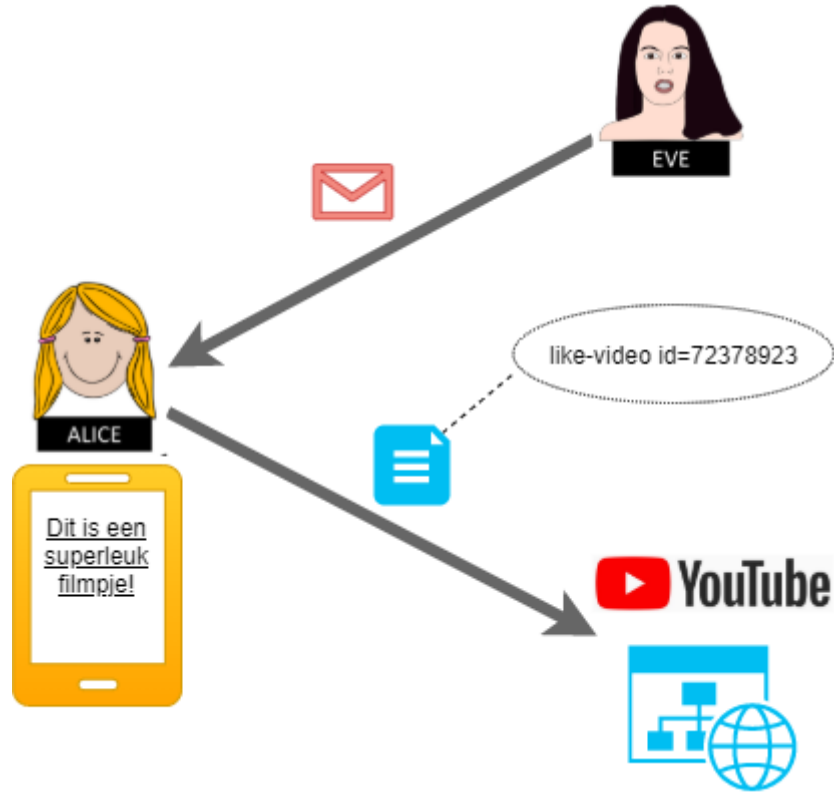 EVE
like-video id=72378923
ALICE
Dit is een
superleuk
filmpje!
YouTube